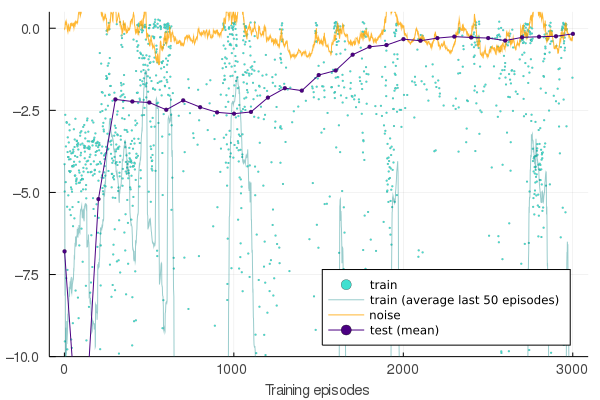 0.0
−2.5
−5.0
−7.5
−10.0
0
1000
2000
3000
Training episodes
train
train (average last 50 episodes)
noise
test (mean)